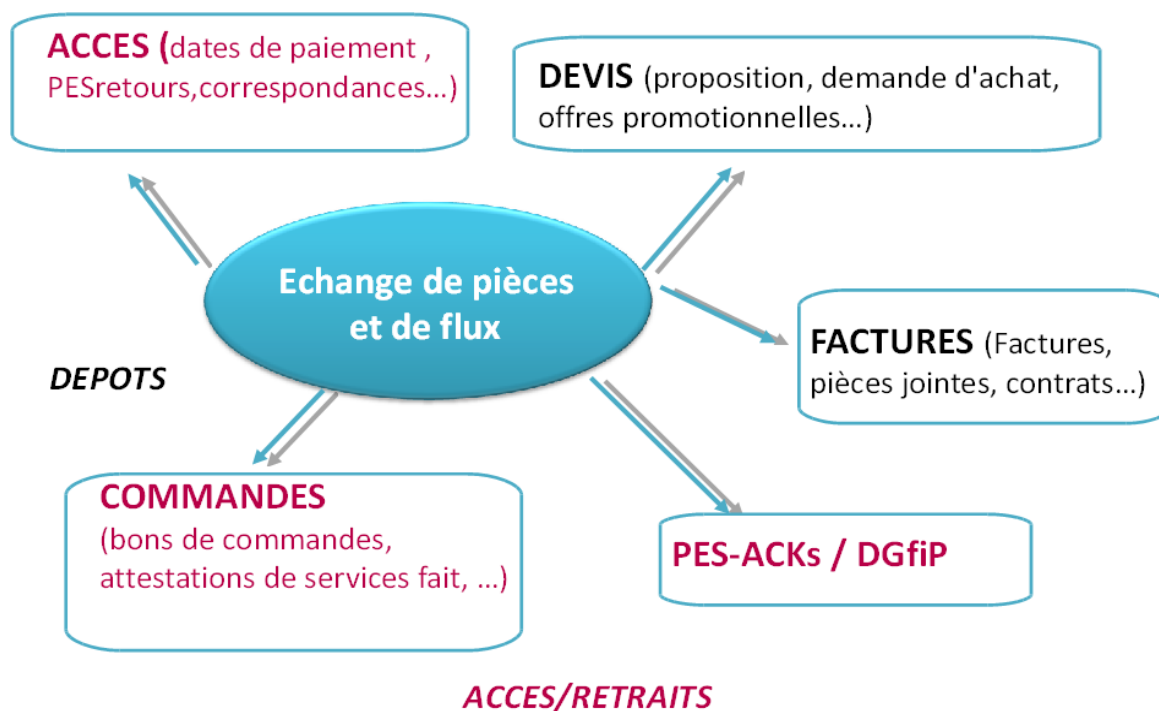 ACCES (dates de paiement ,
PESretours,correspondances...)
DEVIS (proposition, demande d'achat,
offres promotionnelles...)
Echange de pièces
et de flux
FACTURES (Factures,
pièces jointes, contrats...)
DEPOTS
COMMANDES
(bons de commandes,
attestations de services fait, ...)
PES-ACKs / DGfiP
ACCES/RETRAITS